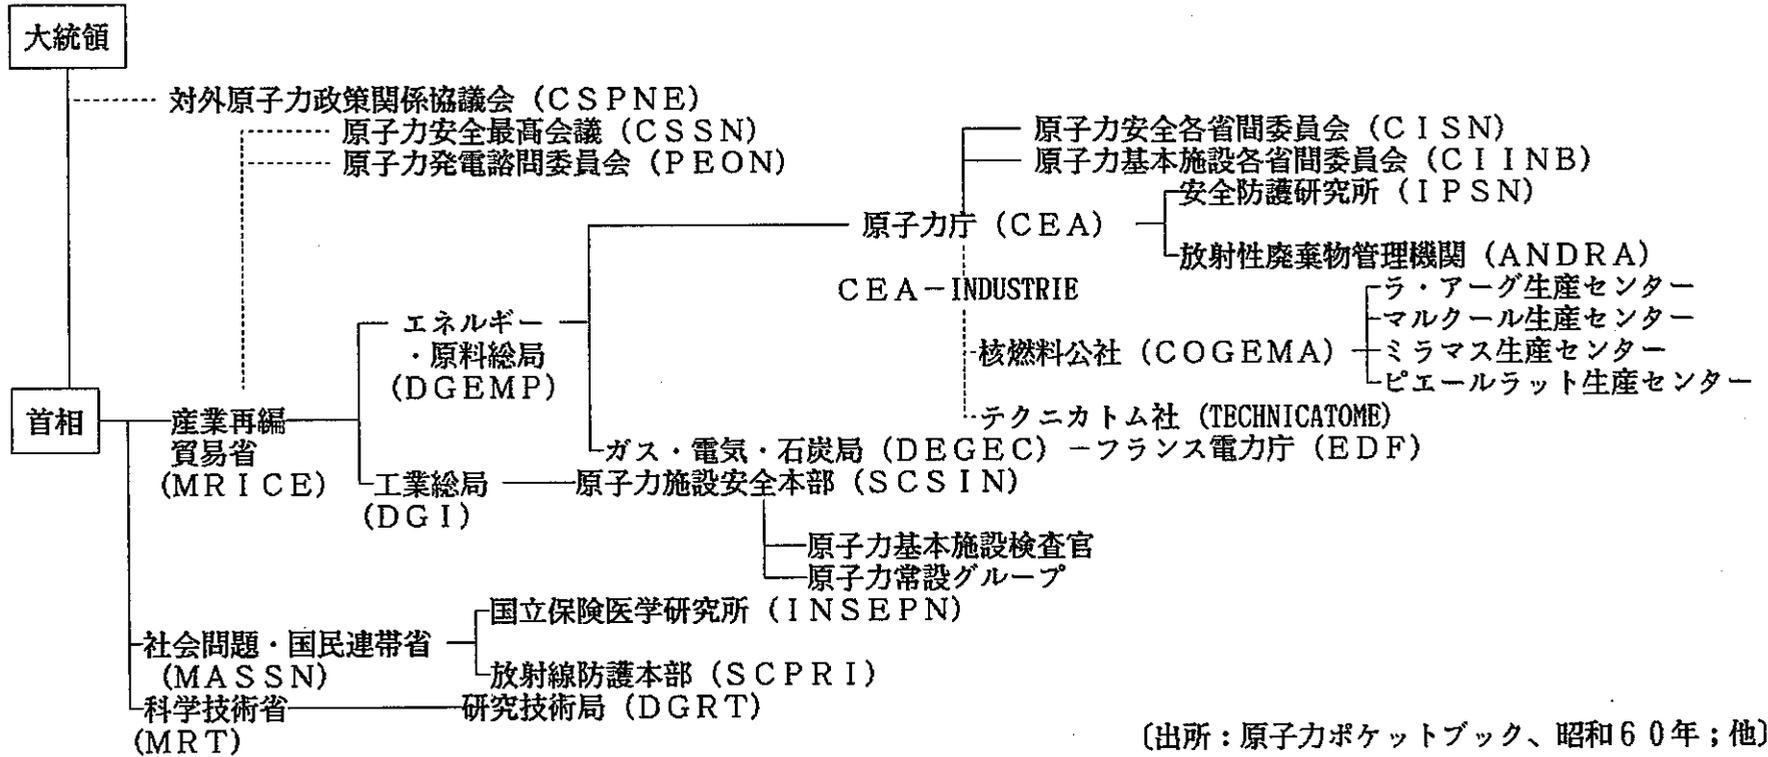 大統領
対外原子力政策関係協議会（CSPNE）
原子力安全最高会議（CSSN）
原子力発電諮問委員会（PEON）
原子力安全各省間委員会（CISN）
原子力基本施設各省間委員会（CIINB）
安全防護研究所（IPSN）
原子力庁（CEA）
放射性廃棄物管理機関（ANDRA）
CEA－INDUSTRIE
ラ・アーグ生産センター
マルクール生産センター
核燃料公社（COGEMA）
ミラマス生産センター
ピエールラット生産センター
テクニカトム社（TECHNICATOME）
エネルギー
・原料総局
(DGEMP)
首相
産業再編
貿易省
(MRICE)
ガス・電気・石炭局（DEGEC）－フランス電力庁（EDF）
工業総局
(DGI)
原子力施設安全本部（SCSIN）
原子力基本施設検査官
原子力常設グループ
国立保険医学研究所（INSEPN）
社会問題・国民連帯省
(MASSN)
放射線防護本部（SCPRI）
科学技術省
(MRT)
研究技術局（DGRT）
〔出所：原子力ポケットブック、昭和60年；他〕